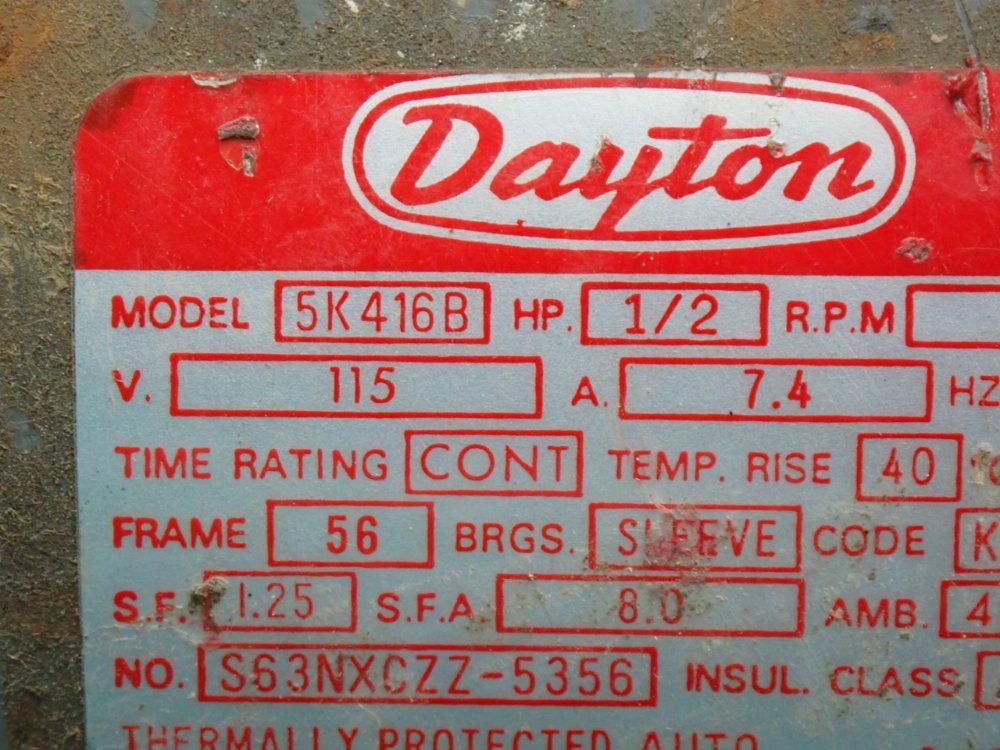 Dayton
MODEL 5K416B HP. 1/2 R.P.M
V. 115 A. 7.4 HZ
TIME RATING CONT TEMP. RISE 40
FRAME 56 BRGS. SLEEVE CODE K
S.F. 1.25 S.F.A. 8.0 AMB. 4
NO. S63NXCZZ-5356 INSUL. CLASS
THERMALLY PROTECTED AUTO